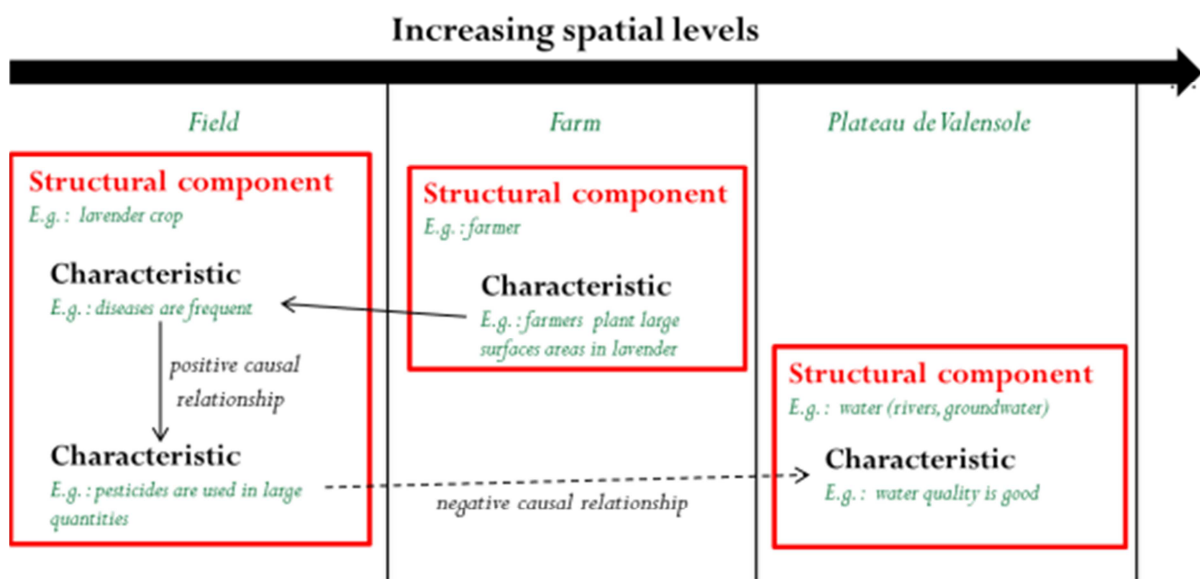 Increasing spatial levels
Field
Farm
Plateau de Valensole
Structural component
E.g. : lavender crop
Characteristic
E.g. : diseases are frequent
positive causal
relationship
Characteristic
E.g. : pesticides are used in large
quantities
Structural component
E.g. : farmer
Characteristic
E.g. : farmers plant large
surfaces areas in lavender
negative causal relationship
Structural component
E.g. : water (rivers, groundwater)
Characteristic
E.g. : water quality is good